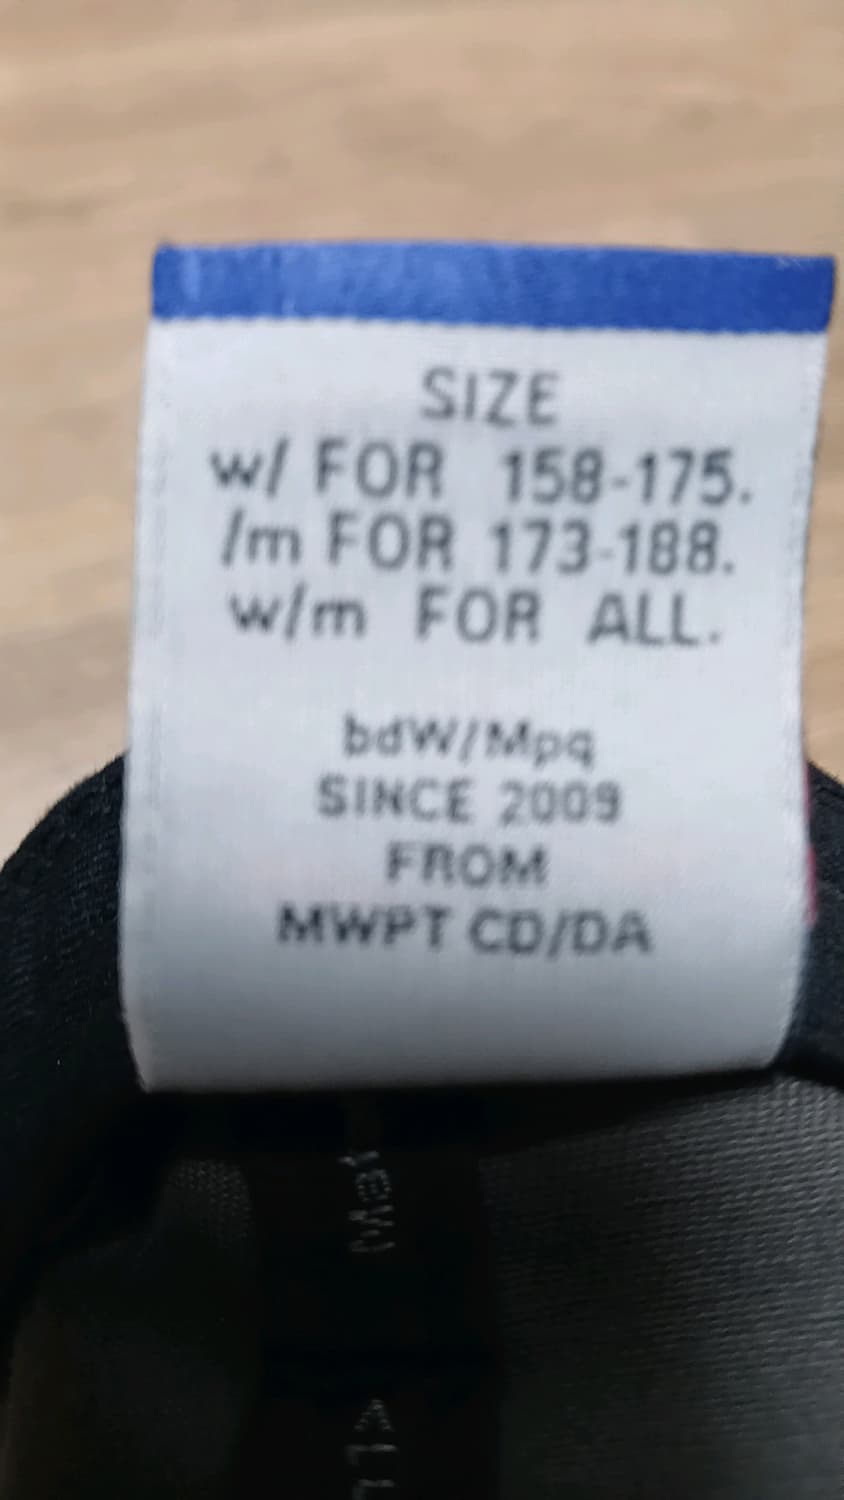 SIZE
w/ FOR 158-175.
/m FOR 173-188.
w/m FOR ALL.
bdW/Mpq
SINCE 2009
FROM
MWPT CD/DA